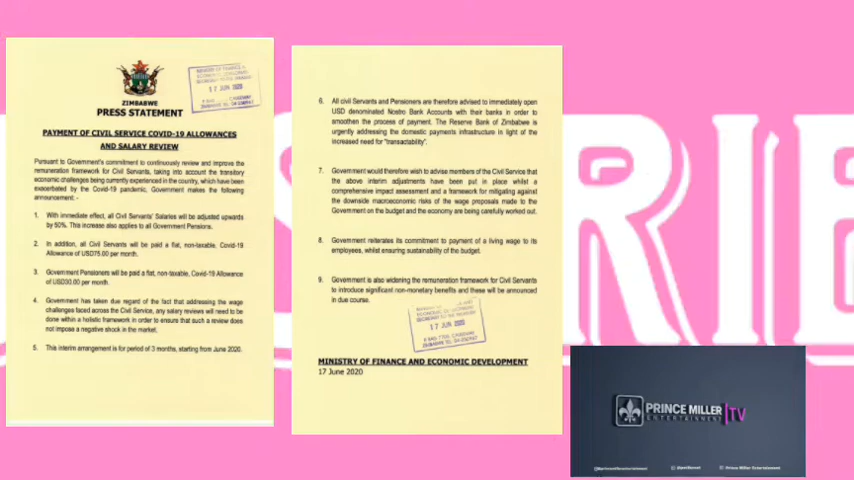 ZIMBABWE
PRESS STATEMENT
PAYMENT OF CIVIL SERVICE COVID-19 ALLOWANCES
AND SALARY REVIEW
Pursuant to Government's commitment to continuously review and improve the
remuneration framework for Civil Servants, taking into account the transitory
economic challenges being currently experienced in the country, which have been
exacerbated by the Covid-19 pandemic, Government makes the following
announcement: -
1. With immediate effect, all Civil Servants' Salaries will be adjusted upwards
by 50%. This increase also applies to all Government Pensions.
2. In addition, all Civil Servants will be paid a flat, non-taxable, Covid-19
Allowance of USD75.00 per month.
3. Government Pensioners will be paid a flat, non-taxable, Covid-19 Allowance
of USD30.00 per month.
4. Government has taken due regard of the fact that addressing the wage
challenges faced across the Civil Service, any salary reviews will need to be
done within a holistic framework in order to ensure that such a review does
not impose a negative shock in the market.
5. This interim arrangement is for period of 3 months, starting from June 2020.
17 JUN 2020
6. All civil Servants and Pensioners are therefore advised to immediately open
USD denominated Nostro Bank Accounts with their banks in order to
smoothen the process of payment. The Reserve Bank of Zimbabwe is
urgently addressing the domestic payments infrastructure in light of the
increased need for "transactability".
7. Government would therefore wish to advise members of the Civil Service that
the above interim adjustments have been put in place whilst a
comprehensive impact assessment and a framework for mitigating against
the downside macroeconomic risks of the wage proposals made to the
Government on the budget and the economy are being carefully worked out.
8. Government reiterates its commitment to payment of a living wage to its
employees, whilst ensuring sustainability of the budget.
9. Government is also widening the remuneration framework for Civil Servants
to introduce significant non-monetary benefits and these will be announced
in due course.
17 JUN 2020
MINISTRY OF FINANCE AND ECONOMIC DEVELOPMENT
17 June 2020
RIE
PRINCE MILLER TV
ENTERTAINMENT
Prince Miller Entertainment